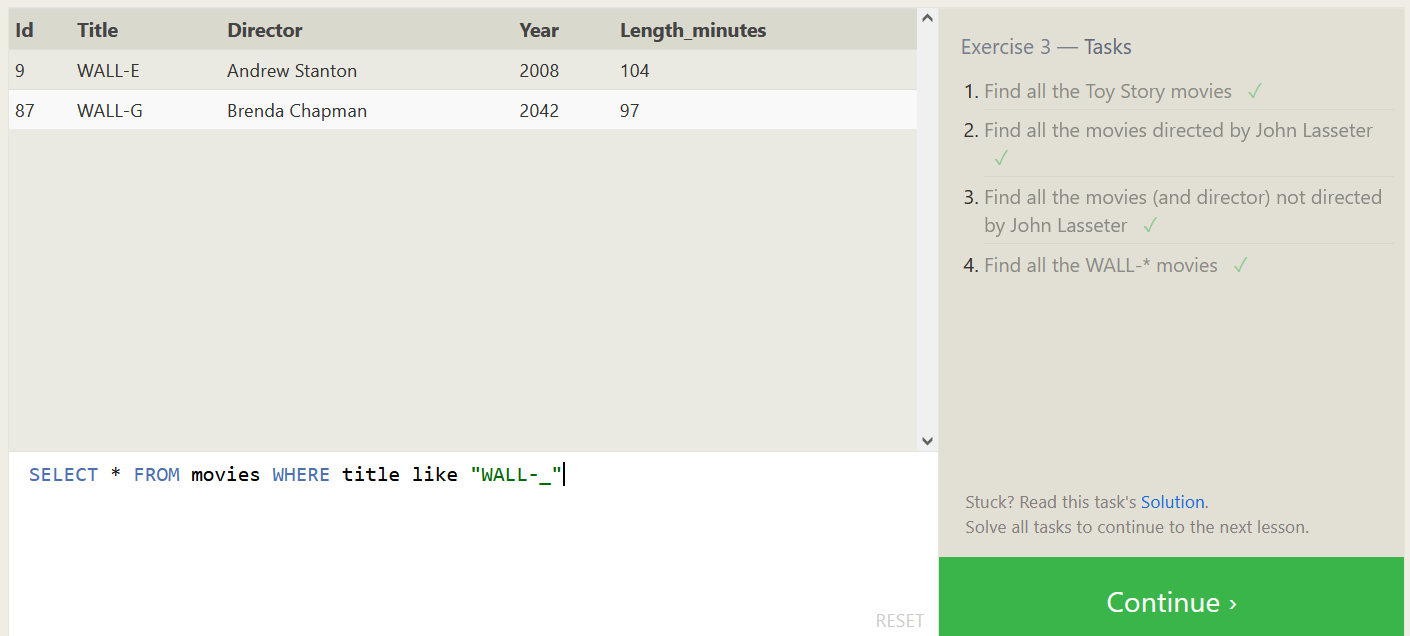 Id Title Director Year Length_minutes
9 WALL-E Andrew Stanton 2008 104
87 WALL-G Brenda Chapman 2042 97
SELECT * FROM movies WHERE title like "WALL-_"
RESET
Exercise 3 — Tasks
1. Find all the Toy Story movies ✓
2. Find all the movies directed by John Lasseter
✓
3. Find all the movies (and director) not directed
by John Lasseter ✓
4. Find all the WALL-* movies ✓
Stuck? Read this task's Solution.
Solve all tasks to continue to the next lesson.
Continue ›